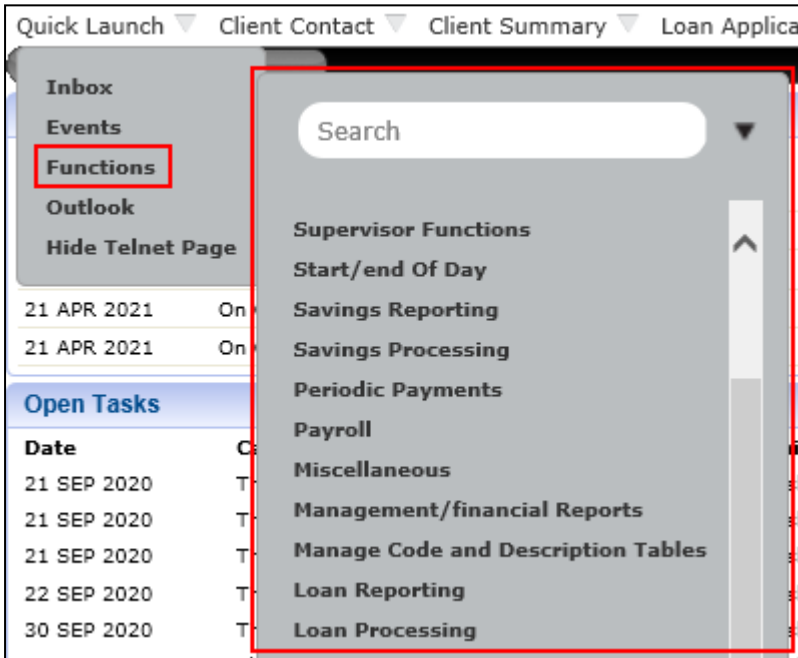 Quick Launch Client Contact Client Summary Loan
Inbox
Events
Functions
Outlook
Hide Telnet Page
Search
Supervisor Functions
Start/end Of Day
Savings Reporting
Savings Processing
Periodic Payments
Payroll
Miscellaneous
Management/financial Reports
Manage Code and Description Tables
Loan Reporting
Loan Processing
21 APR 2021 On
21 APR 2021 On
Open Tasks
Date
21 SEP 2020
21 SEP 2020
21 SEP 2020
22 SEP 2020
30 SEP 2020